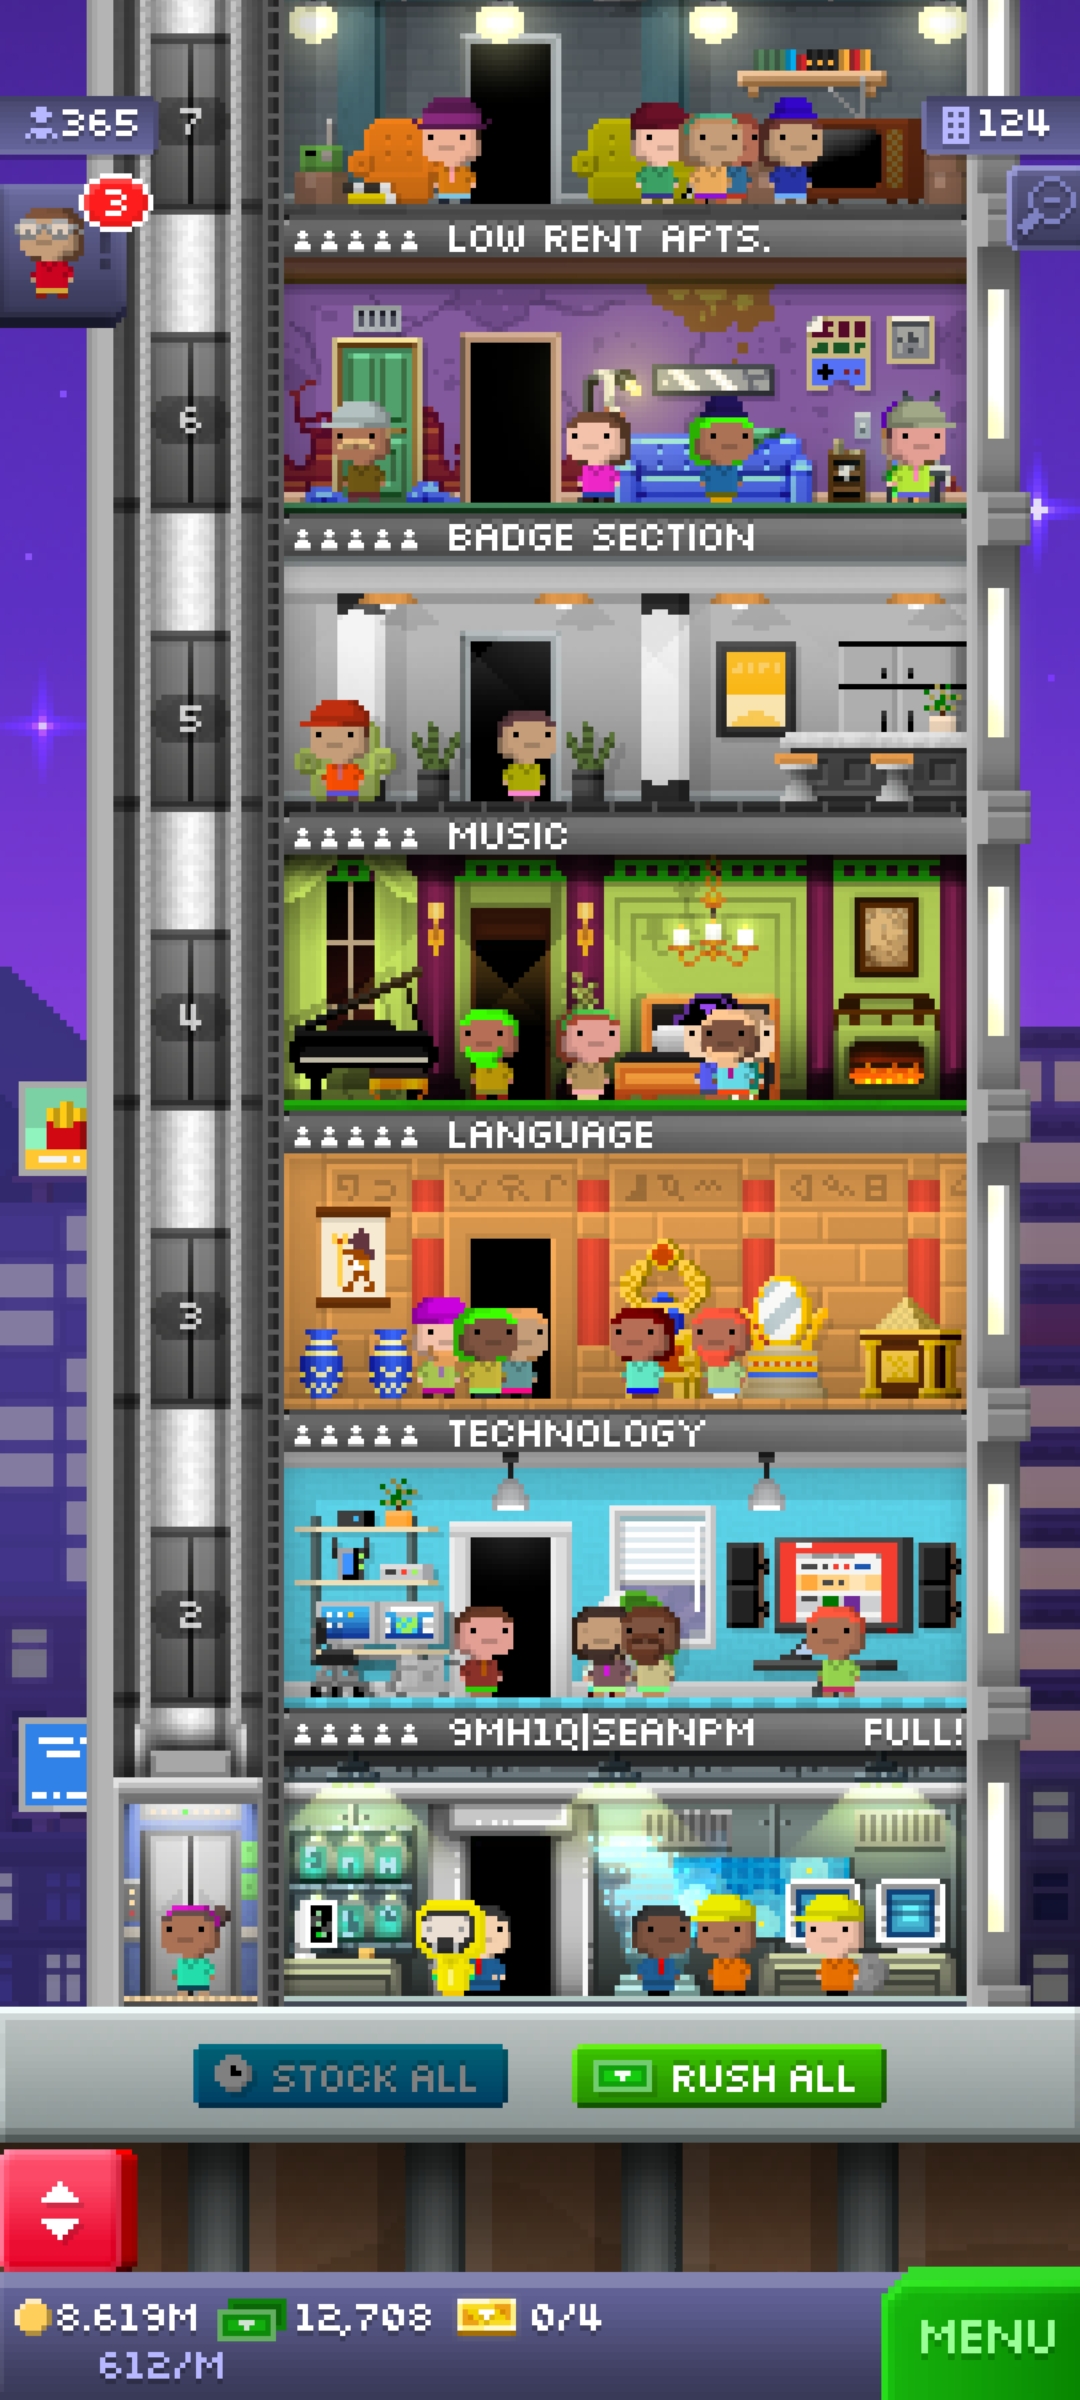 7
365
124
3
LOW RENT APTS.
6
BADGE SECTION
5
MUSIC
4
LANGUAGE
3
TECHNOLOGY
2
9MH1Q|SEANPM FULL!
STOCK ALL
RUSH ALL
8.619M 12,708 0/4
612/M
MENU